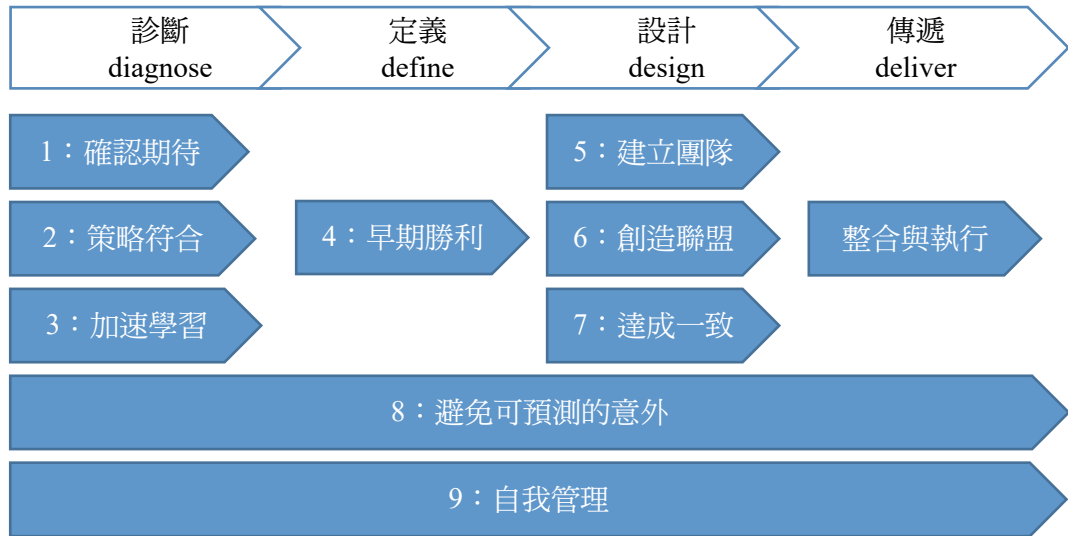 診斷
diagnose
定義
define
設計
design
傳遞
deliver
1：確認期待
5：建立團隊
2：策略符合
4：早期勝利
6：創造聯盟
整合與執行
3：加速學習
7：達成一致
8：避免可預測的意外
9：自我管理